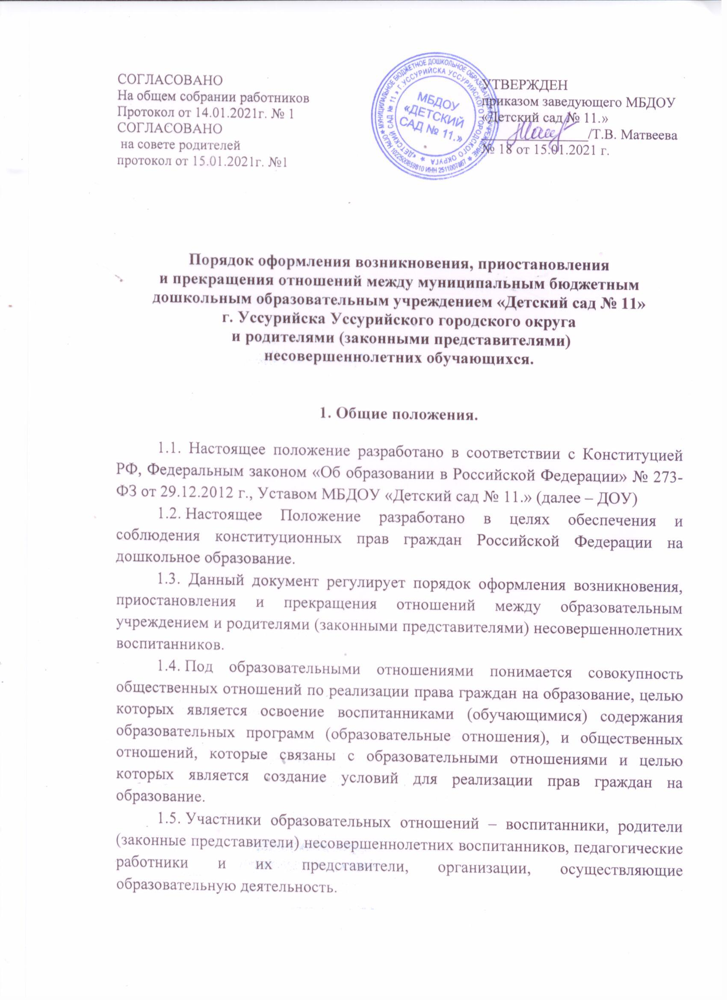 СОГЛАСОВАНО
На общем собрании работников
Протокол от 14.01.2021г. № 1
СОГЛАСОВАНО
на совете родителей
протокол от 15.01.2021г. №1
МУНИЦИПАЛЬНОЕ БЮДЖЕТНОЕ ДОШКОЛЬНОЕ ОБРАЗОВАТЕЛЬНОЕ УЧРЕЖДЕНИЕ
«ДЕТСКИЙ САД № 11.» Г.УССУРИЙСКА УССУРИЙСКОГО ГОРОДСКОГО ОКРУГА
ОГРН 1022500859810 ИНН 2511007867
МБДОУ
«ДЕТСКИЙ
САД № 11.»
УТВЕРЖДЕН
приказом заведующего МБДОУ
«Детский сад № 11.»
/Т.В. Матвеева
№ 18 от 15.01.2021 г.
Порядок оформления возникновения, приостановления
и прекращения отношений между муниципальным бюджетным
дошкольным образовательным учреждением «Детский сад № 11»
г. Уссурийска Уссурийского городского округа
и родителями (законными представителями)
несовершеннолетних обучающихся.
1. Общие положения.
1.1. Настоящее положение разработано в соответствии с Конституцией
РФ, Федеральным законом «Об образовании в Российской Федерации» № 273-
ФЗ от 29.12.2012 г., Уставом МБДОУ «Детский сад № 11.» (далее – ДОУ)
1.2. Настоящее Положение разработано в целях обеспечения и
соблюдения конституционных прав граждан Российской Федерации на
дошкольное образование.
1.3. Данный документ регулирует порядок оформления возникновения,
приостановления и прекращения отношений между образовательным
учреждением и родителями (законными представителями) несовершеннолетних
воспитанников.
1.4. Под образовательными отношениями понимается совокупность
общественных отношений по реализации права граждан на образование, целью
которых является освоение воспитанниками (обучающимися) содержания
образовательных программ (образовательные отношения), и общественных
отношений, которые связаны с образовательными отношениями и целью
которых является создание условий для реализации прав граждан на
образование.
1.5. Участники образовательных отношений – воспитанники, родители
(законные представители) несовершеннолетних воспитанников, педагогические
работники и их представители, организации, осуществляющие
образовательную деятельность.